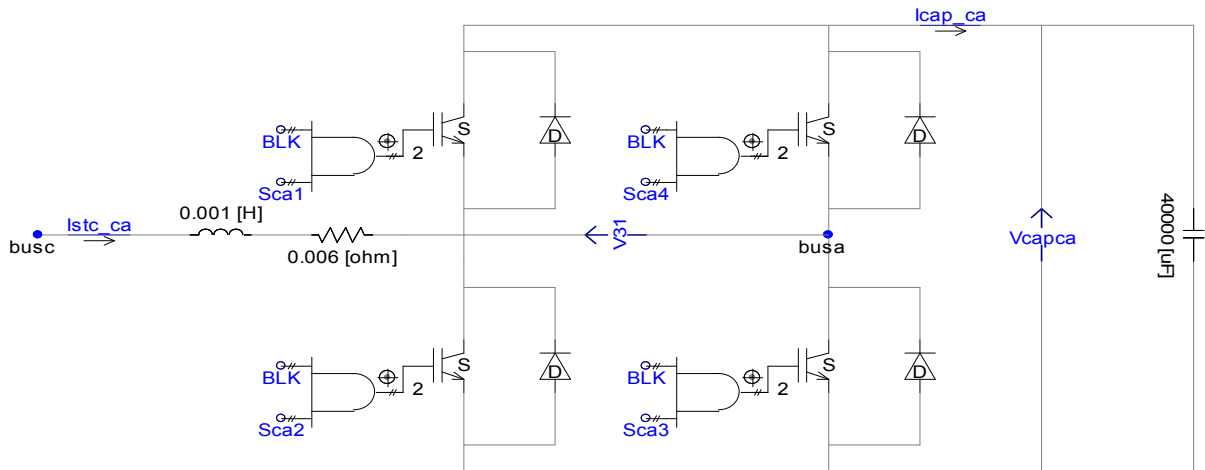 Icap_ca
BLK
2
S
D
BLK
2
S
D
Sca1
Sca4
Istc_ca
0.001 [H]
busc
0.006 [ohm]
V31
busa
Vcapca
40000 [uF]
BLK
2
S
D
BLK
2
S
D
Sca2
Sca3